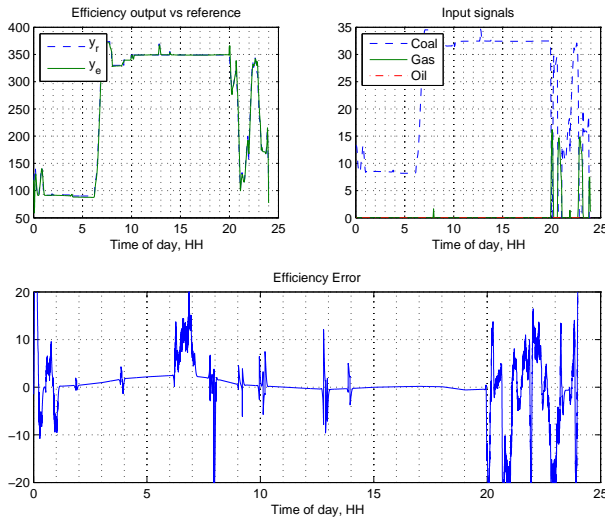 Efficiency output vs reference
400
350
300
250
200
150
100
50
0 5 10 15 20 25
y_r
y_e
Time of day, HH
Input signals
35
30
25
20
15
10
5
0
0 5 10 15 20 25
Coal
Gas
Oil
Time of day, HH
Efficiency Error
20
10
0
−10
−20
0 5 10 15 20 25
Time of day, HH